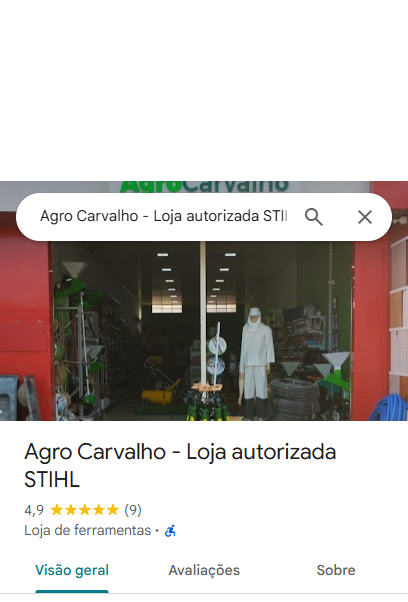 AgroCarvalho
Agro Carvalho - Loja autorizada STI
Agro Carvalho - Loja autorizada
STIHL
4,9 ★★★★★ (9)
Loja de ferramentas ·
Visão geral Avaliações Sobre